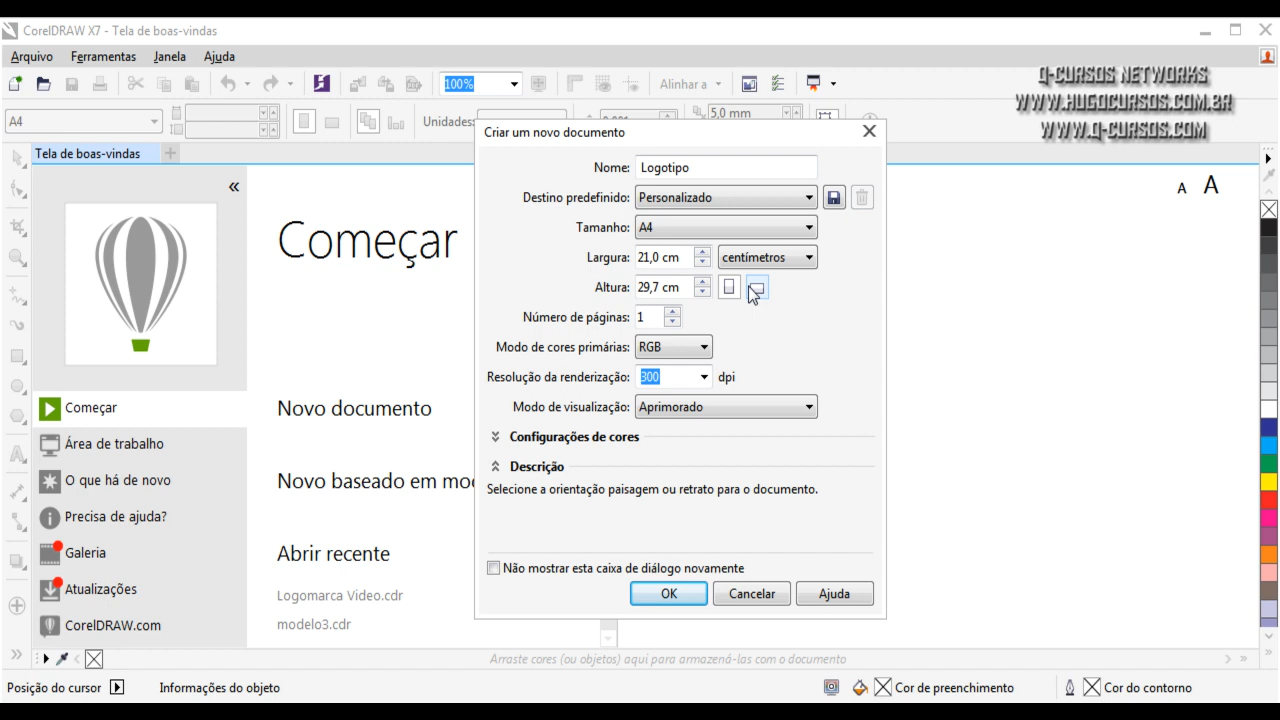 CorelDRAW X7 - Tela de boas-vindas
Arquivo Ferramentas Janela Ajuda
100% Alinhar a
Q-CURSOS NETWORKS
WWW.HUGOCURSOS.COM.BR
WWW.Q-CURSOS.COM
A4 Unidades: 5,0 mm
Tela de boas-vindas
A A
Começar
Começar
Área de trabalho
O que há de novo
Precisa de ajuda?
Galeria
Atualizações
CorelDRAW.com
Novo documento
Novo baseado em
Abrir recente
Logomarca Video.cdr
modelo3.cdr
Criar um novo documento
Nome: Logotipo
Destino predefinido: Personalizado
Tamanho: A4
Largura: 21,0 cm centímetros
Altura: 29,7 cm
Número de páginas: 1
Modo de cores primárias: RGB
Resolução da renderização: 300 dpi
Modo de visualização: Aprimorado
Configurações de cores
Descrição
Selecione a orientação paisagem ou retrato para o documento.
Não mostrar esta caixa de diálogo novamente
OK Cancelar Ajuda
Arraste cores (ou objetos) aqui para armazená-las com o documento
Posição do cursor Informações do objeto Cor de preenchimento Cor do contorno